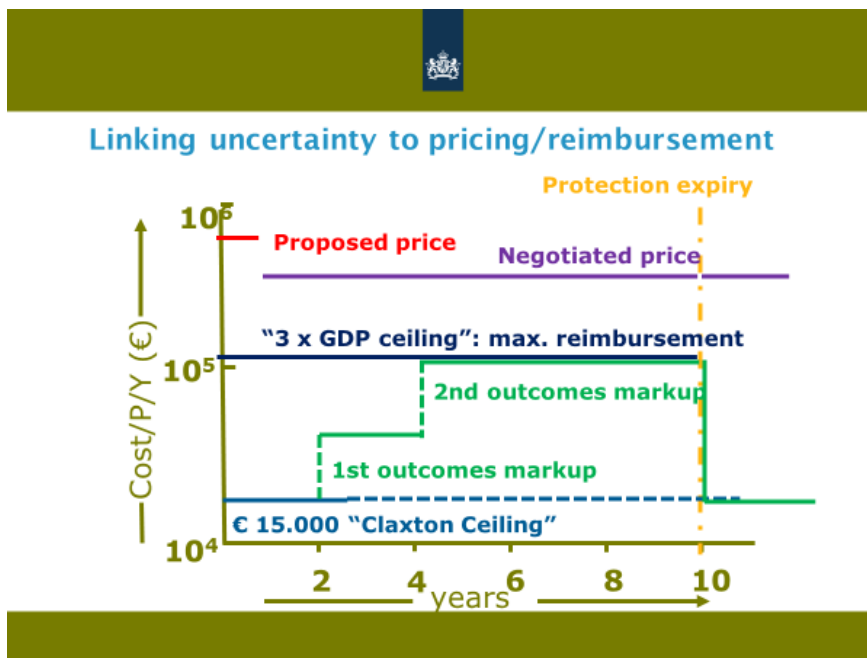 Linking uncertainty to pricing/reimbursement
Protection expiry
10⁶
Proposed price
Negotiated price
“3 x GDP ceiling”: max. reimbursement
10⁵
2nd outcomes markup
1st outcomes markup
€ 15.000 “Claxton Ceiling”
10⁴
Cost/P/Y (€)
2 4 6 8 10
years